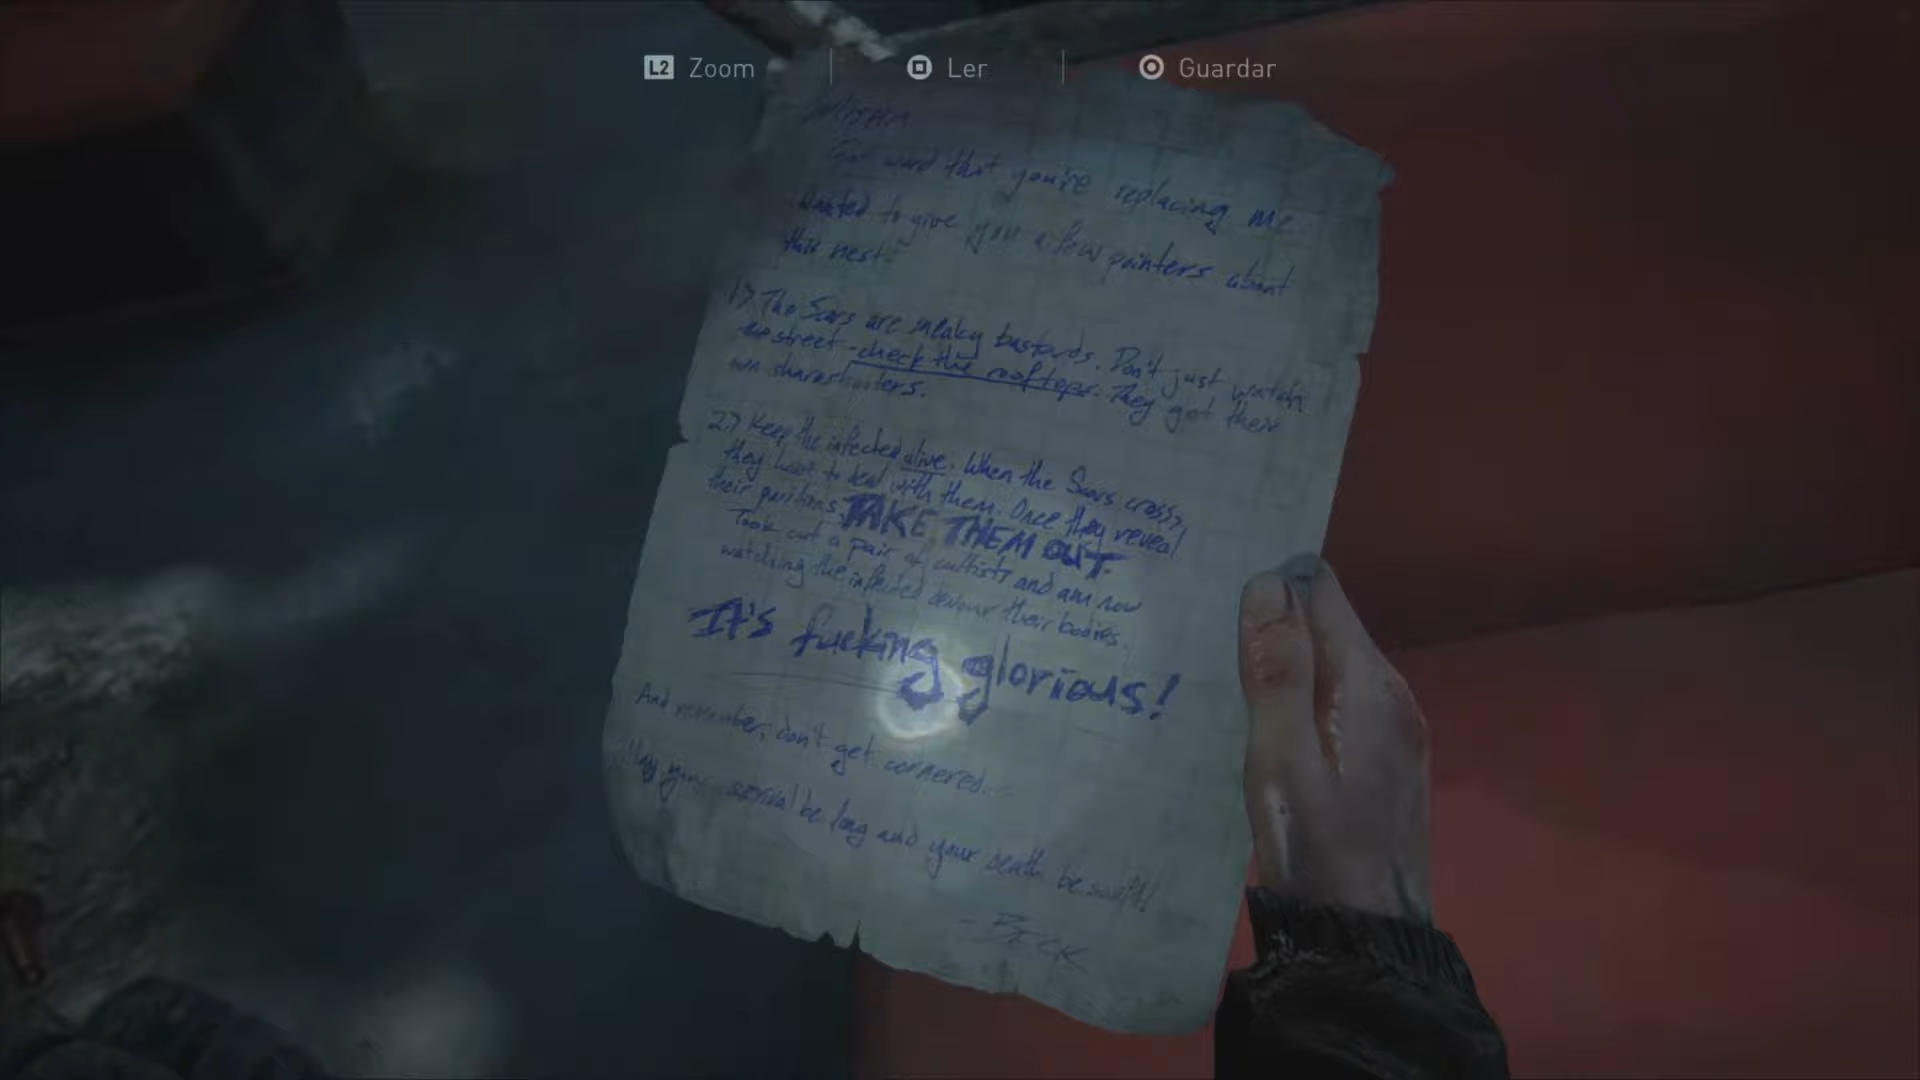 Zoom
Ler
Guardar
Got word that you're replacing me.
Wanted to give you a few pointers about
this nest.
1> The Scars are sneaky bastards. Don't just watch
the street - check the rooftops. They got their
own sharpshooters.
2.> Keep the infected alive. When the Scars cross,
they have to deal with them. Once they reveal
their positions, TAKE THEM OUT.
Took out a pair of cultists and am now
watching the infected devour their bodies.
It's fucking glorious!
And remember, don't get cornered...
May your survival be long and your death be swift!
- BECK